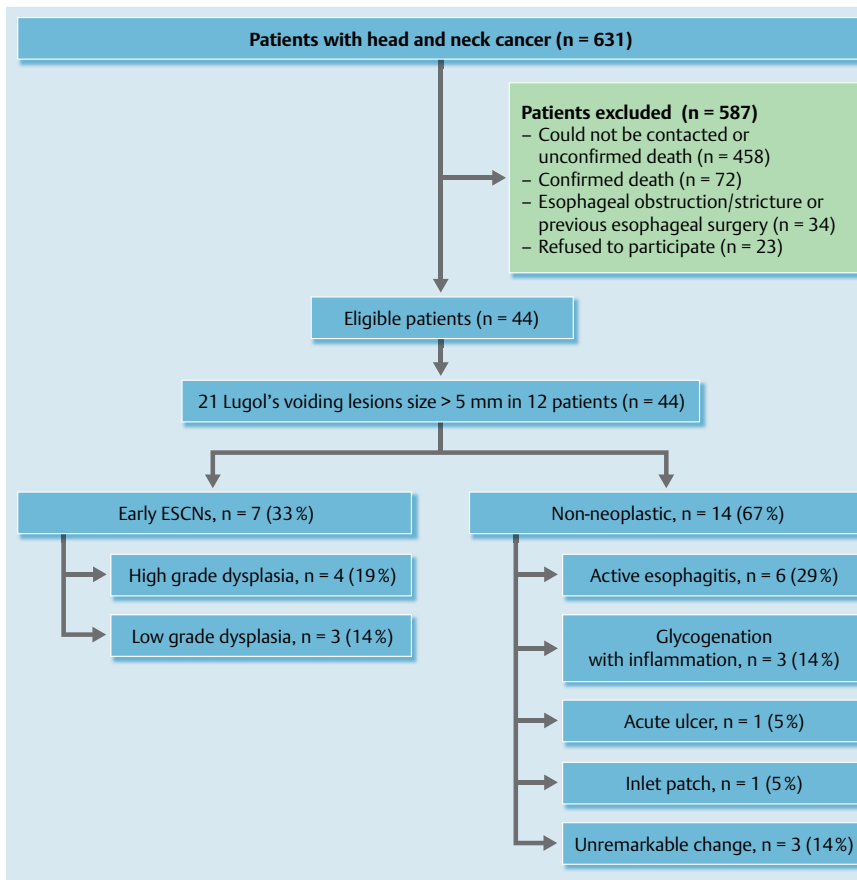 Patients with head and neck cancer (n = 631)
Patients excluded (n = 587)
– Could not be contacted or
unconfirmed death (n = 458)
– Confirmed death (n = 72)
– Esophageal obstruction/stricture or
previous esophageal surgery (n = 34)
– Refused to participate (n = 23)
Eligible patients (n = 44)
21 Lugol’s voiding lesions size > 5 mm in 12 patients (n = 44)
Early ESCNs, n = 7 (33 %)
High grade dysplasia, n = 4 (19 %)
Low grade dysplasia, n = 3 (14 %)
Non-neoplastic, n = 14 (67 %)
Active esophagitis, n = 6 (29 %)
Glycogenation
with inflammation, n = 3 (14 %)
Acute ulcer, n = 1 (5 %)
Inlet patch, n = 1 (5 %)
Unremarkable change, n = 3 (14 %)